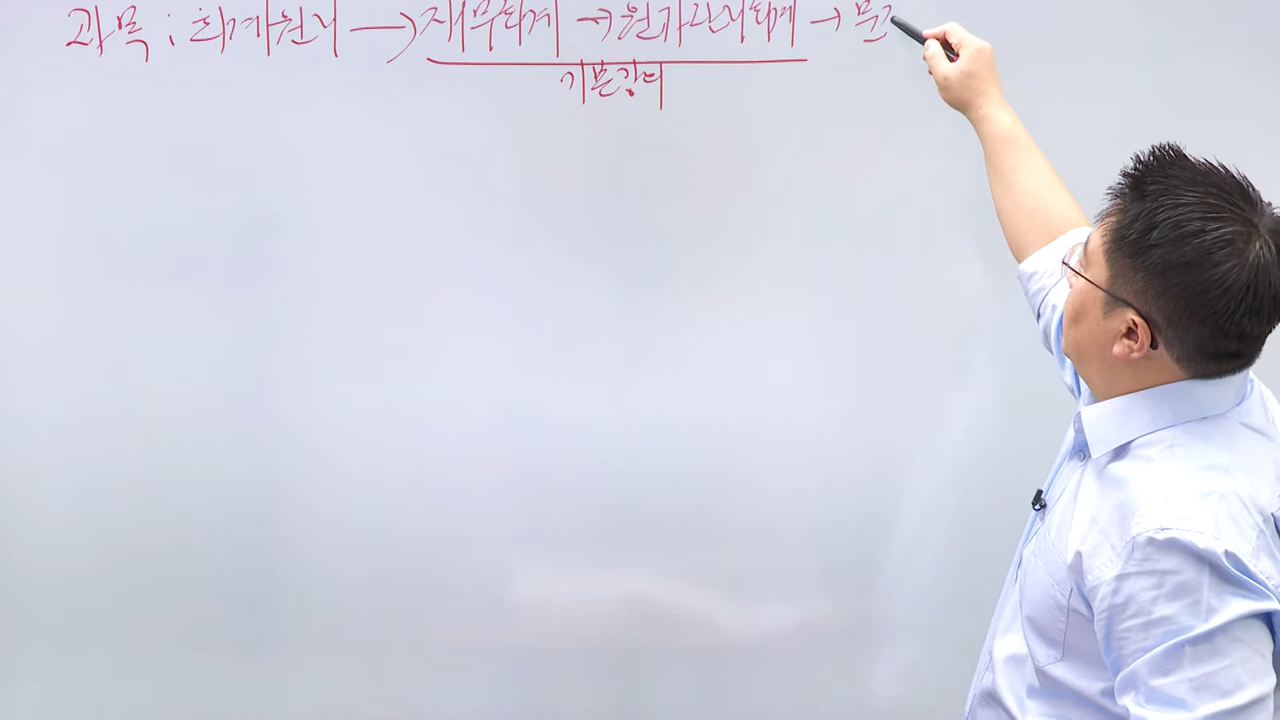 과목 : 회계원리 → 재무회계 → 원가관리회계 → 문
기본강의